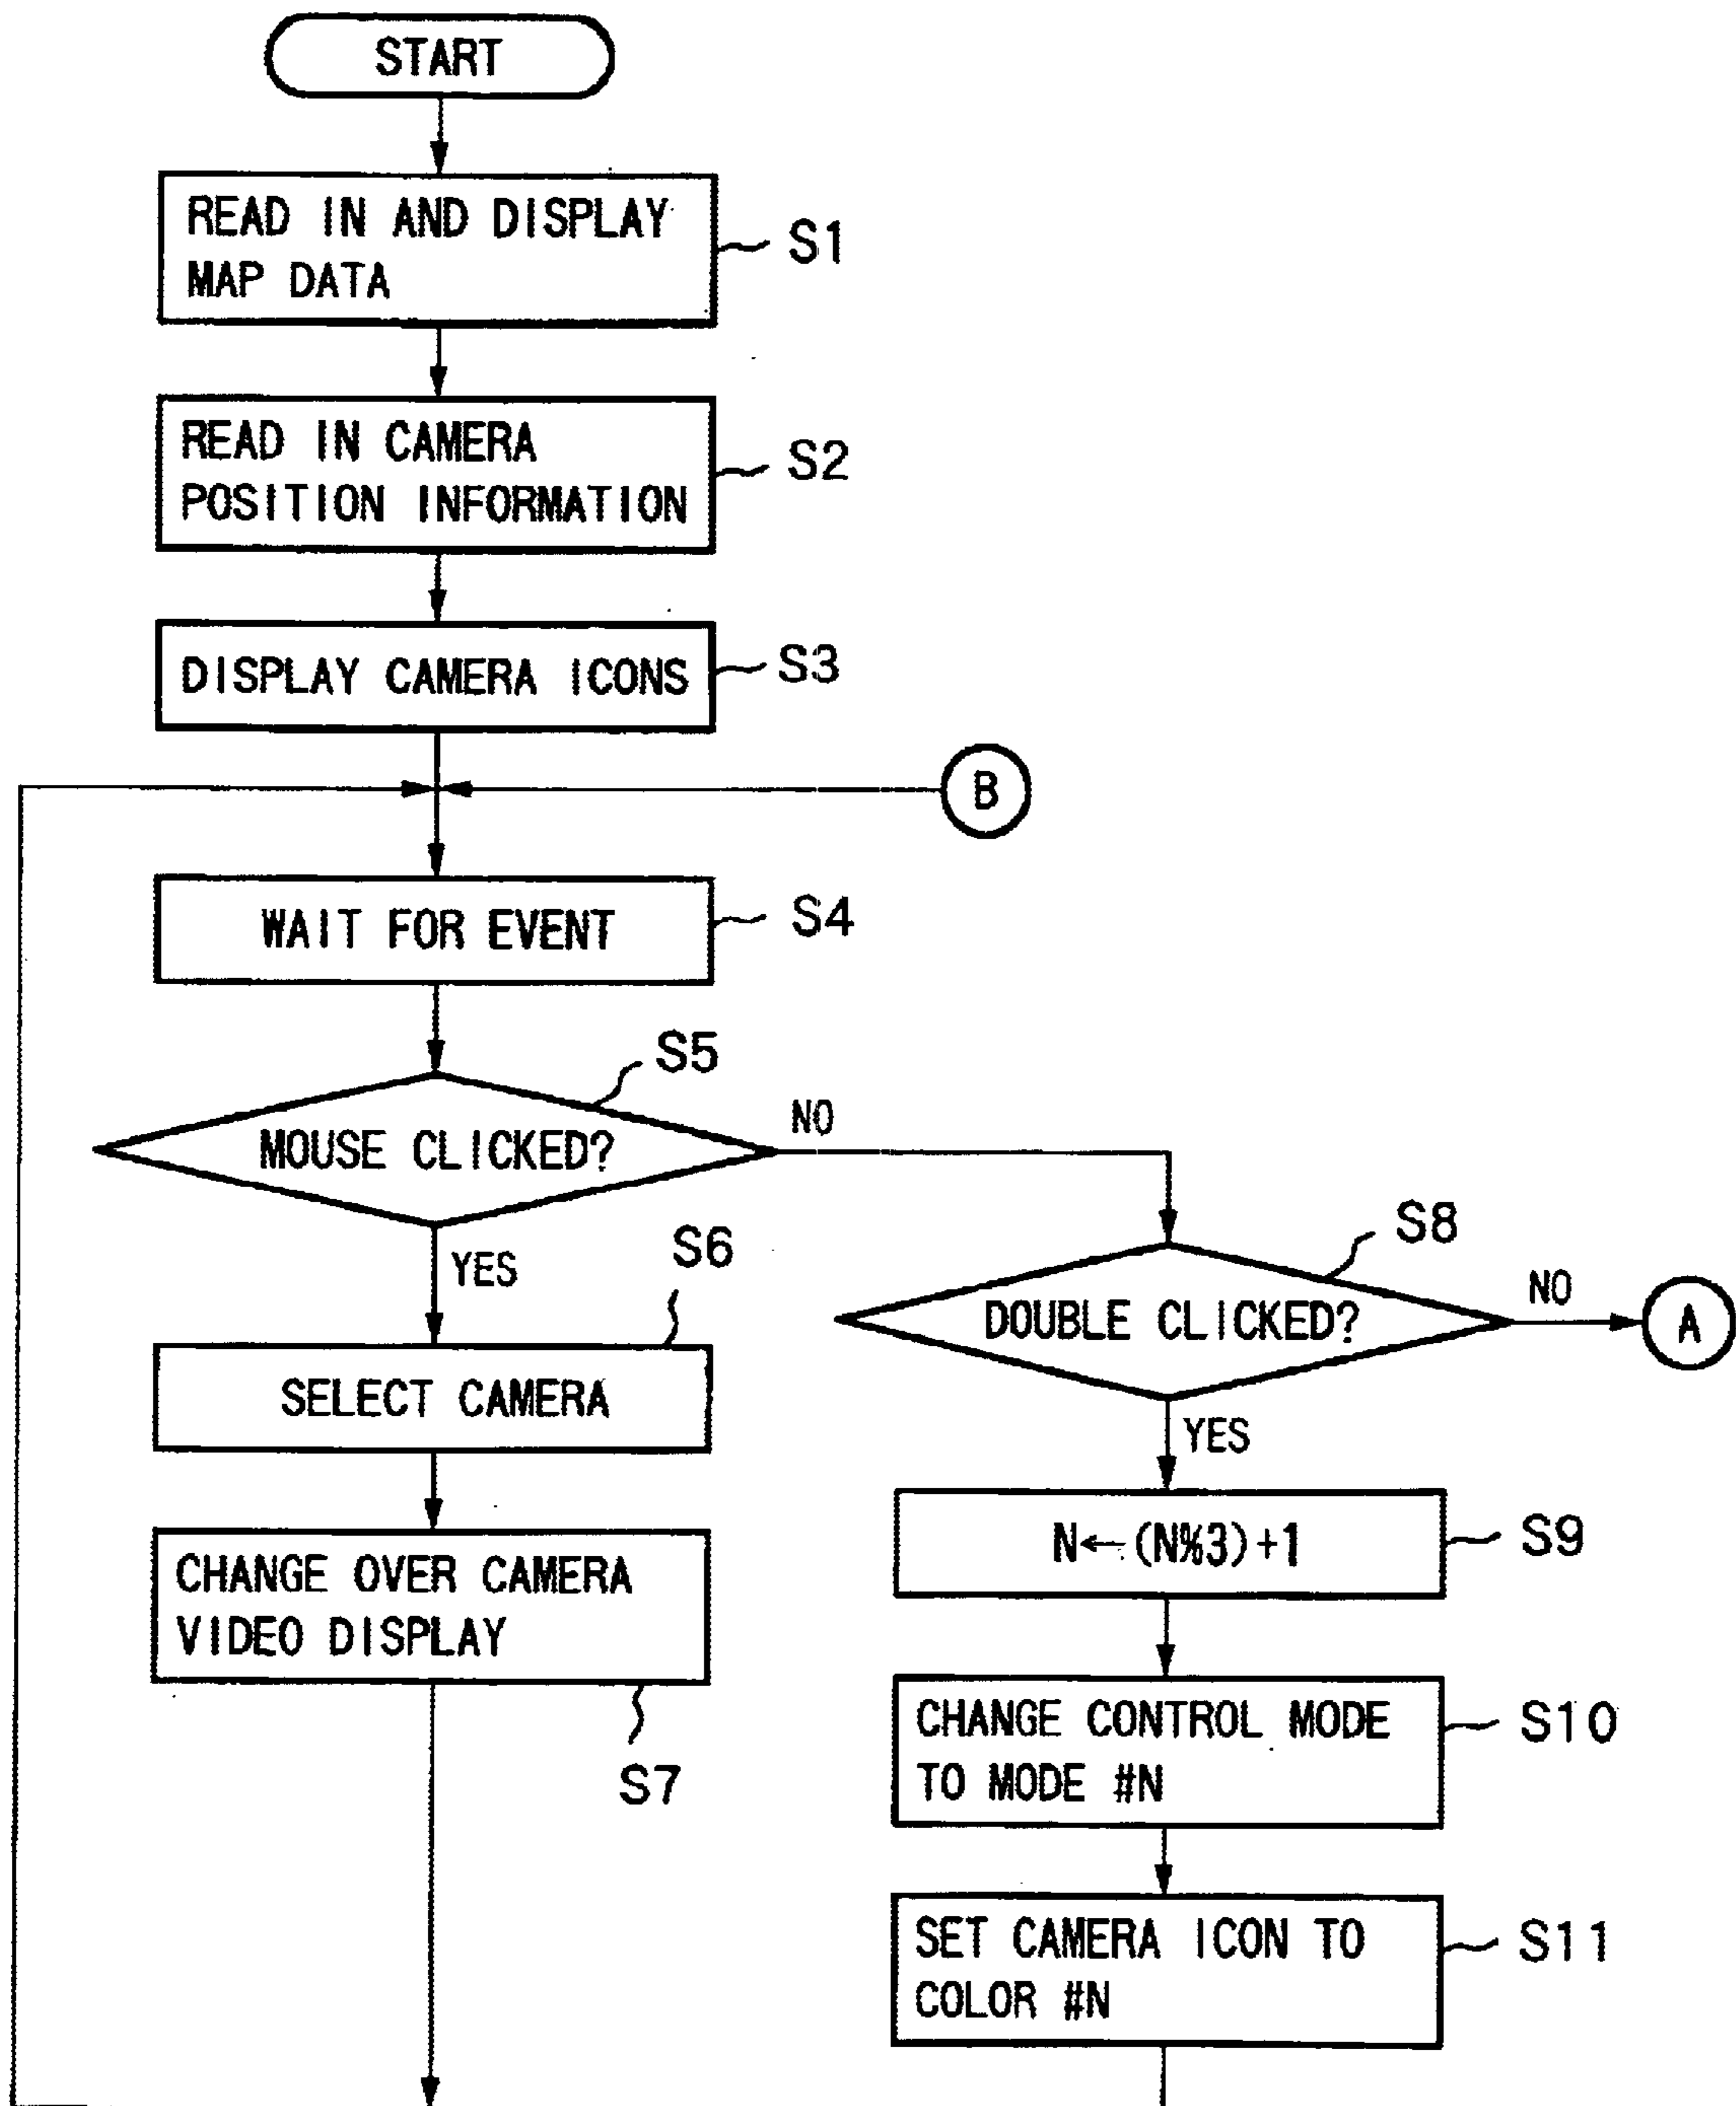 START
READ IN AND DISPLAY
MAP DATA
S1
READ IN CAMERA
POSITION INFORMATION
S2
DISPLAY CAMERA ICONS
S3
B
WAIT FOR EVENT
S4
S5
MOUSE CLICKED?
NO
YES
S6
SELECT CAMERA
CHANGE OVER CAMERA
VIDEO DISPLAY
S7
S8
DOUBLE CLICKED?
NO
A
YES
N←(N%3)+1
S9
CHANGE CONTROL MODE
TO MODE #N
S10
SET CAMERA ICON TO
COLOR #N
S11